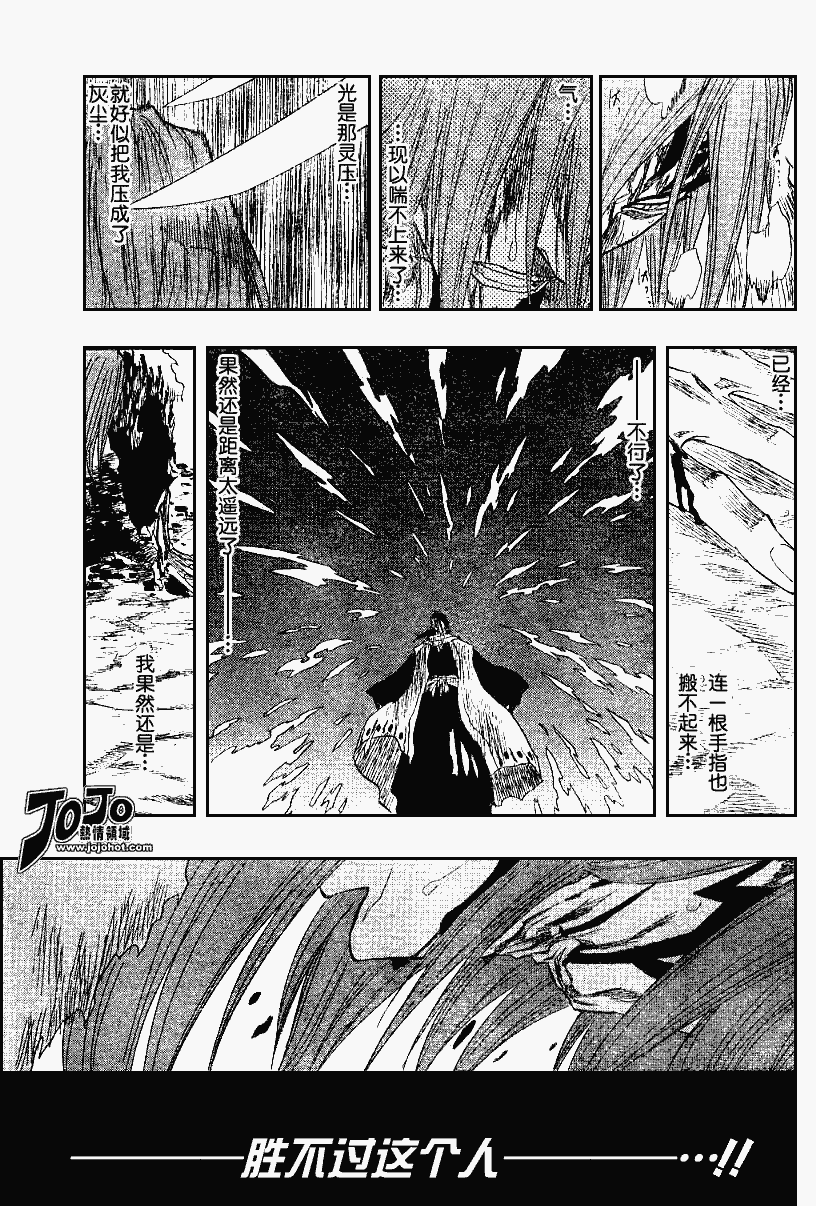 气…
…现以喘不上来了…
光是那灵压…
就好似把我压成了
灰尘…
已经…
连一根手指也
搬不起来…
——不行了…
果然还是距离太遥远了——…
我果然还是…
——胜不过这个人——…!!
JOJO
熱情領域
www.jojohot.com